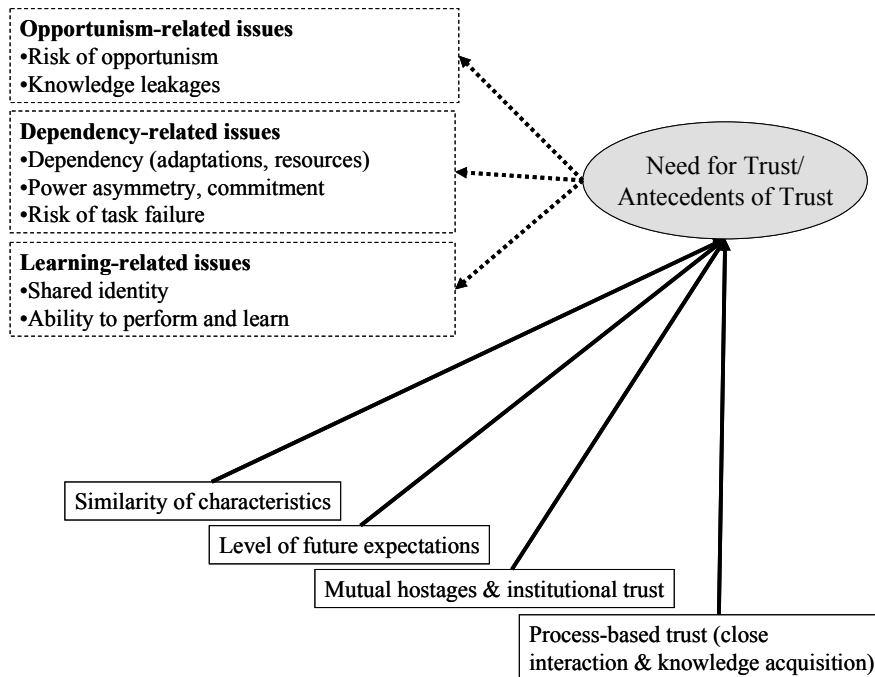 Opportunism-related issues
•Risk of opportunism
•Knowledge leakages
Dependency-related issues
•Dependency (adaptations, resources)
•Power asymmetry, commitment
•Risk of task failure
Learning-related issues
•Shared identity
•Ability to perform and learn
Need for Trust/
Antecedents of Trust
Similarity of characteristics
Level of future expectations
Mutual hostages & institutional trust
Process-based trust (close
interaction & knowledge acquisition)